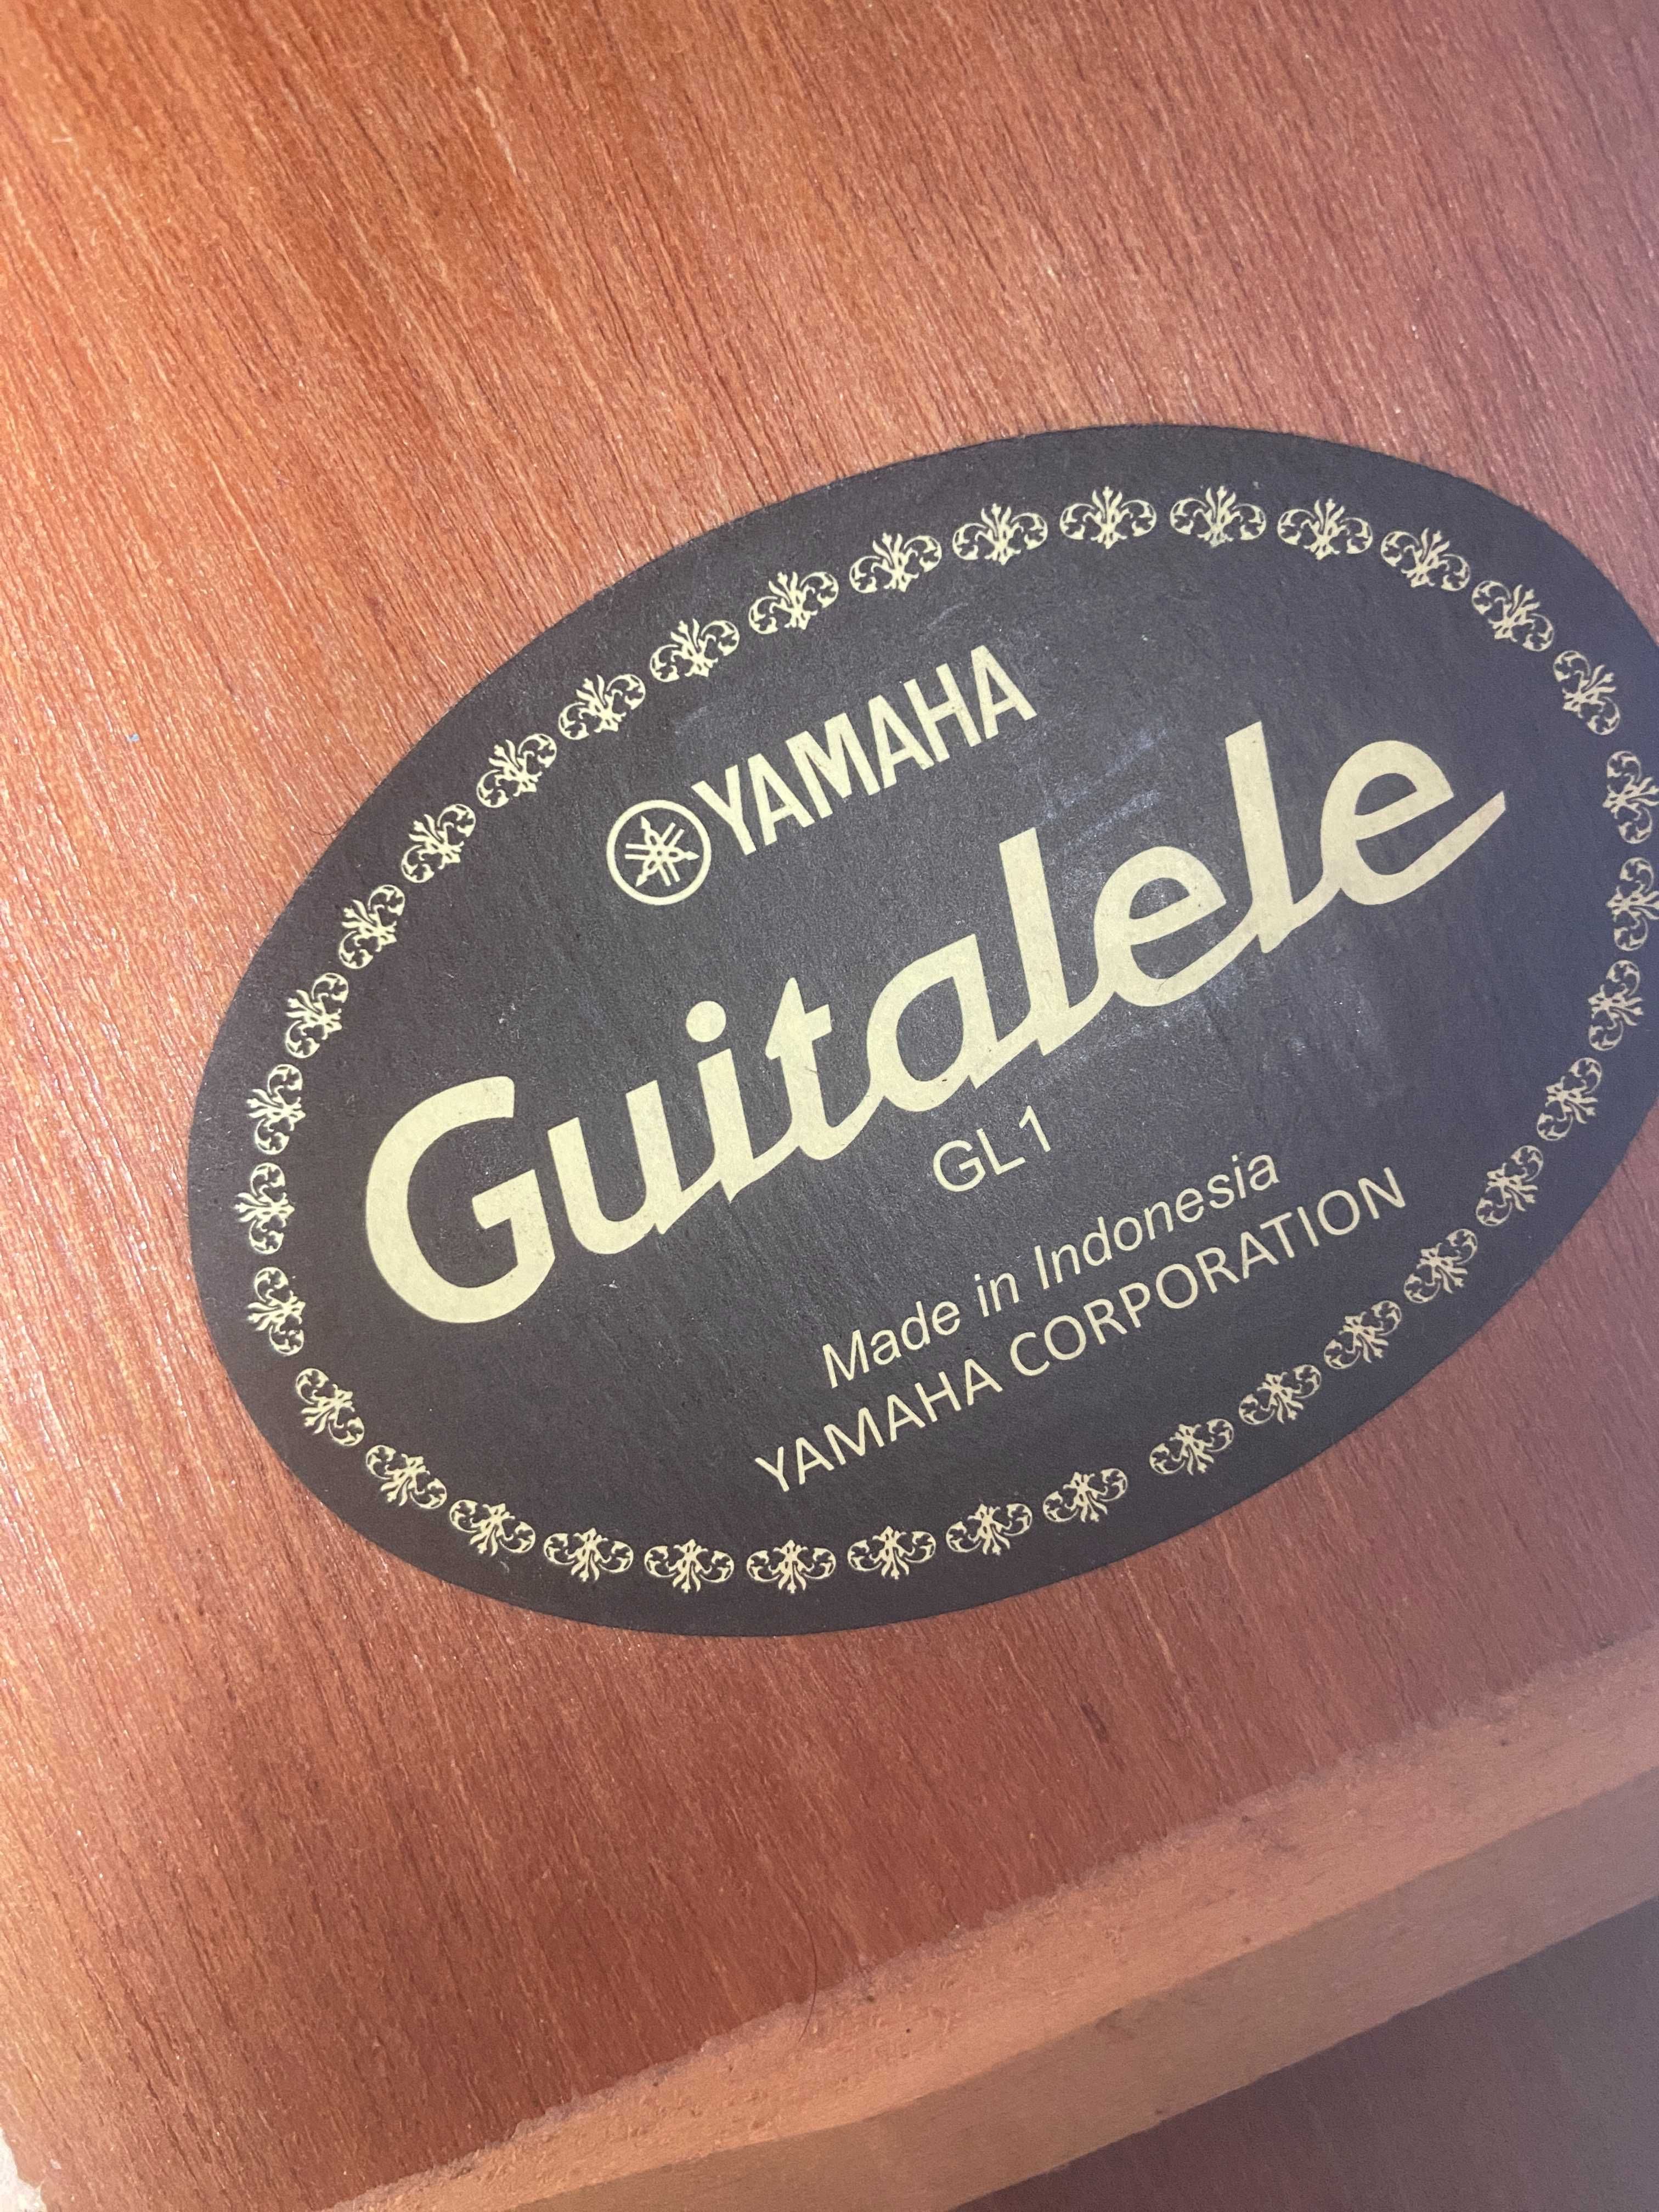 YAMAHA
Guitalele
GL1
Made in Indonesia
YAMAHA CORPORATION